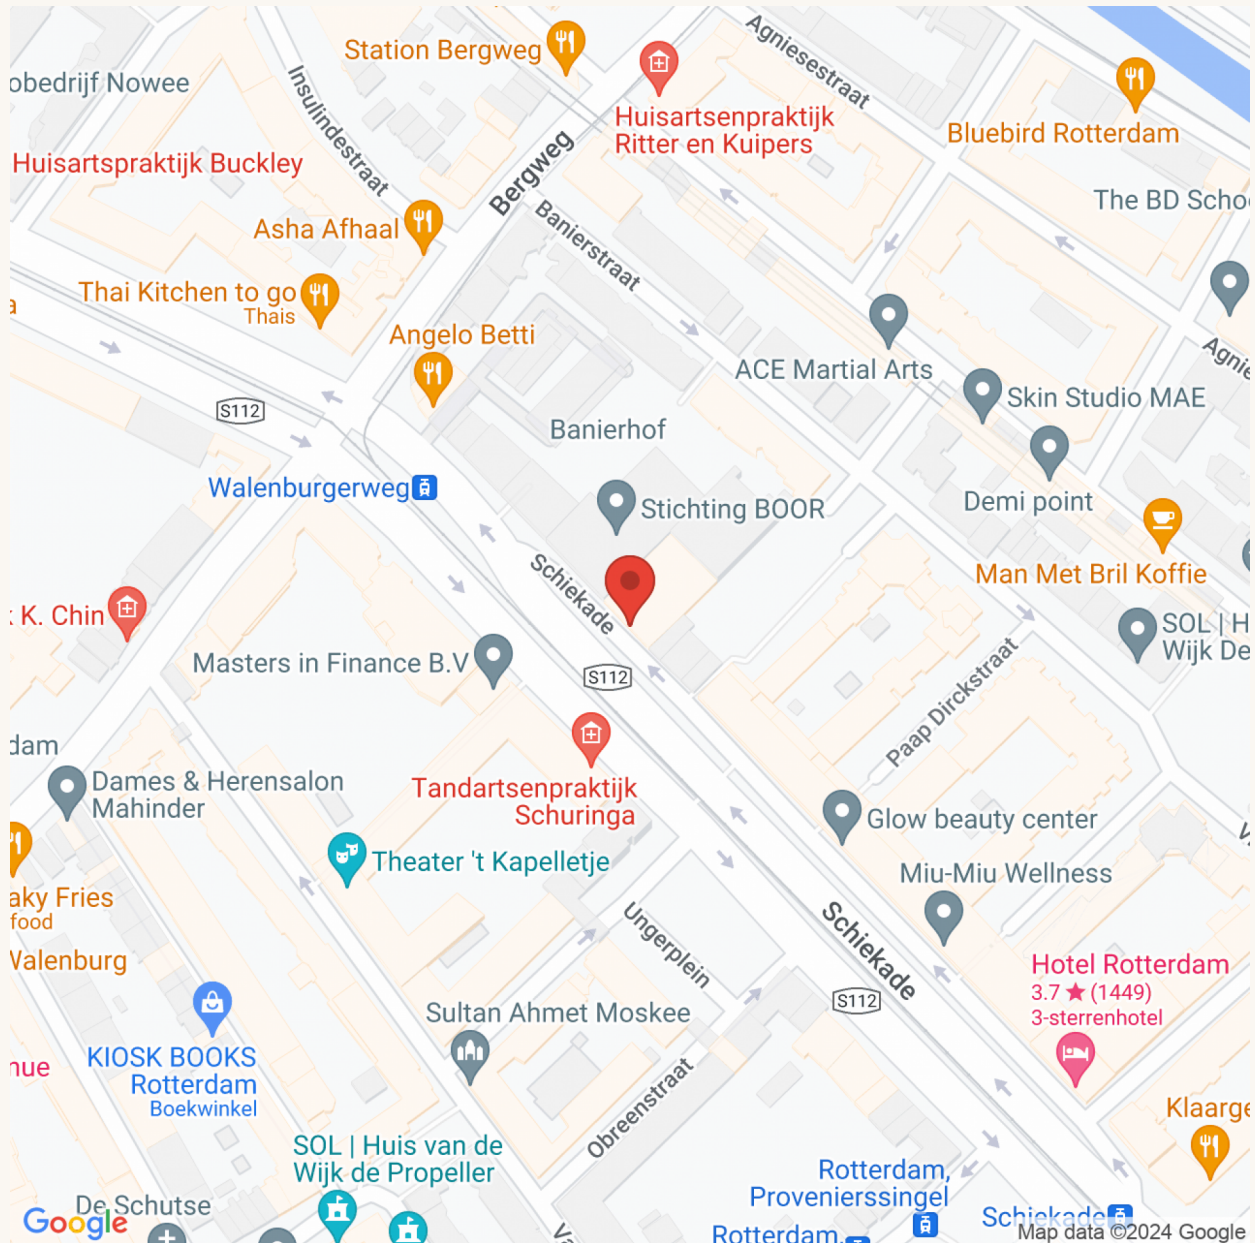 Station Bergweg
Agniesestraat
obedrijf Nowee
Insulindestraat
Huisartsenpraktijk
Ritter en Kuipers
Bluebird Rotterdam
Huisartspraktijk Buckley
Bergweg
The BD Schoo
Asha Afhaal
Banierstraat
Thai Kitchen to go
Thais
a
Angelo Betti
Agnie
ACE Martial Arts
Skin Studio MAE
S112
Banierhof
Walenburgerweg
Stichting BOOR
Demi point
Schiekade
Man Met Bril Koffie
K. Chin
SOL | H
Wijk De
Masters in Finance B.V
S112
Paap Dirckstraat
dam
Dames & Herensalon
Mahinder
Tandartsenpraktijk
Schuringa
Glow beauty center
Theater 't Kapelletje
Miu-Miu Wellness
aky Fries
food
Ungerplein
Schiekade
Walenburg
Hotel Rotterdam
3.7 ★ (1449)
3-sterrenhotel
S112
Sultan Ahmet Moskee
KIOSK BOOKS
Rotterdam
Boekwinkel
nue
Obreenstraat
Klaarge
SOL | Huis van de
Wijk de Propeller
Rotterdam,
Provenierssingel
De Schutse
Schiekade
Rotterdam,
Google
Map data ©2024 Google